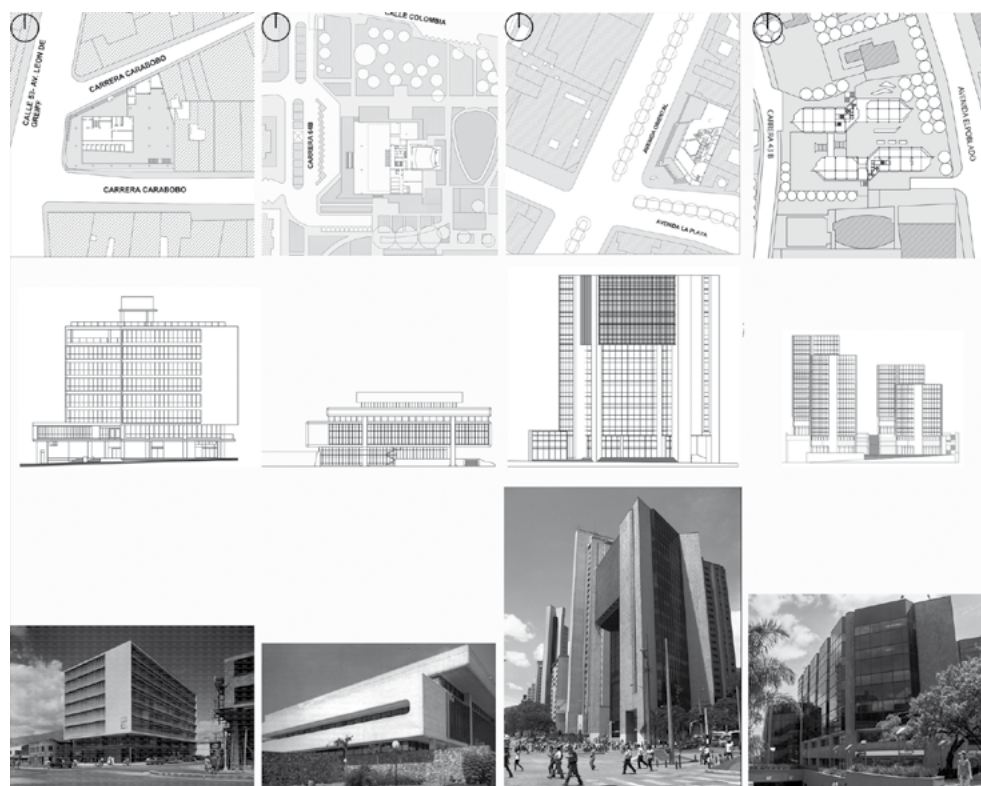 CALLE 53- AV. LEON DE
GREIFF
CARRERA CARABOBO
CARRERA CARABOBO
CALLE COLOMBIA
CARRERA 64B
AVENIDA ORIENTAL
AVENIDA LA PLAYA
CARRERA 43 B
AVENIDA EL POBLADO